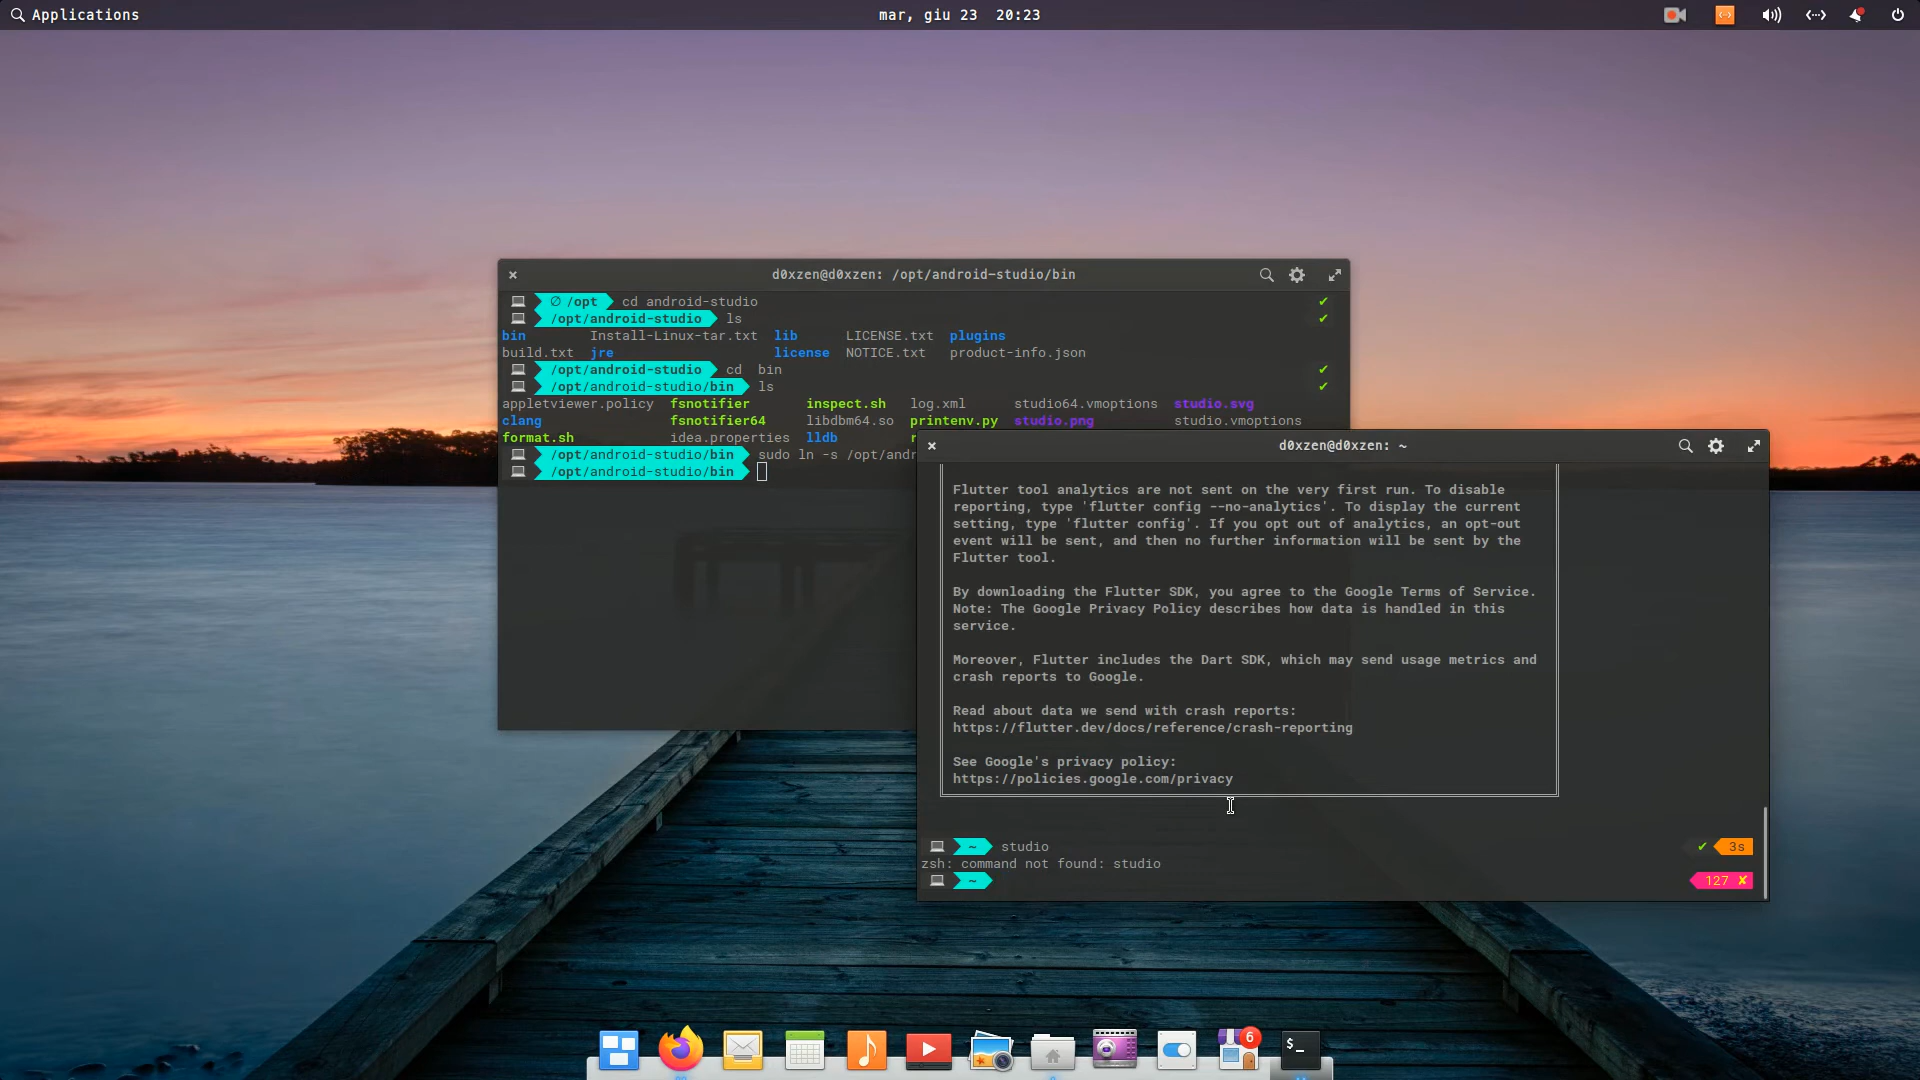 Applications
mar, giu 23 20:23
d0xzen@d0xzen: /opt/android-studio/bin
∅ /opt cd android-studio ✔
/opt/android-studio ls ✔
bin Install-Linux-tar.txt lib LICENSE.txt plugins
build.txt jre license NOTICE.txt product-info.json
/opt/android-studio cd bin ✔
/opt/android-studio/bin ls ✔
appletviewer.policy fsnotifier inspect.sh log.xml studio64.vmoptions studio.svg
clang fsnotifier64 libdbm64.so printenv.py studio.png studio.vmoptions
format.sh idea.properties lldb
/opt/android-studio/bin sudo ln -s /opt/andr
/opt/android-studio/bin
d0xzen@d0xzen: ~
Flutter tool analytics are not sent on the very first run. To disable
reporting, type 'flutter config --no-analytics'. To display the current
setting, type 'flutter config'. If you opt out of analytics, an opt-out
event will be sent, and then no further information will be sent by the
Flutter tool.
By downloading the Flutter SDK, you agree to the Google Terms of Service.
Note: The Google Privacy Policy describes how data is handled in this
service.
Moreover, Flutter includes the Dart SDK, which may send usage metrics and
crash reports to Google.
Read about data we send with crash reports:
https://flutter.dev/docs/reference/crash-reporting
See Google's privacy policy:
https://policies.google.com/privacy
~ studio ✔ 3s
zsh: command not found: studio
~ 127 ✘
6
$_